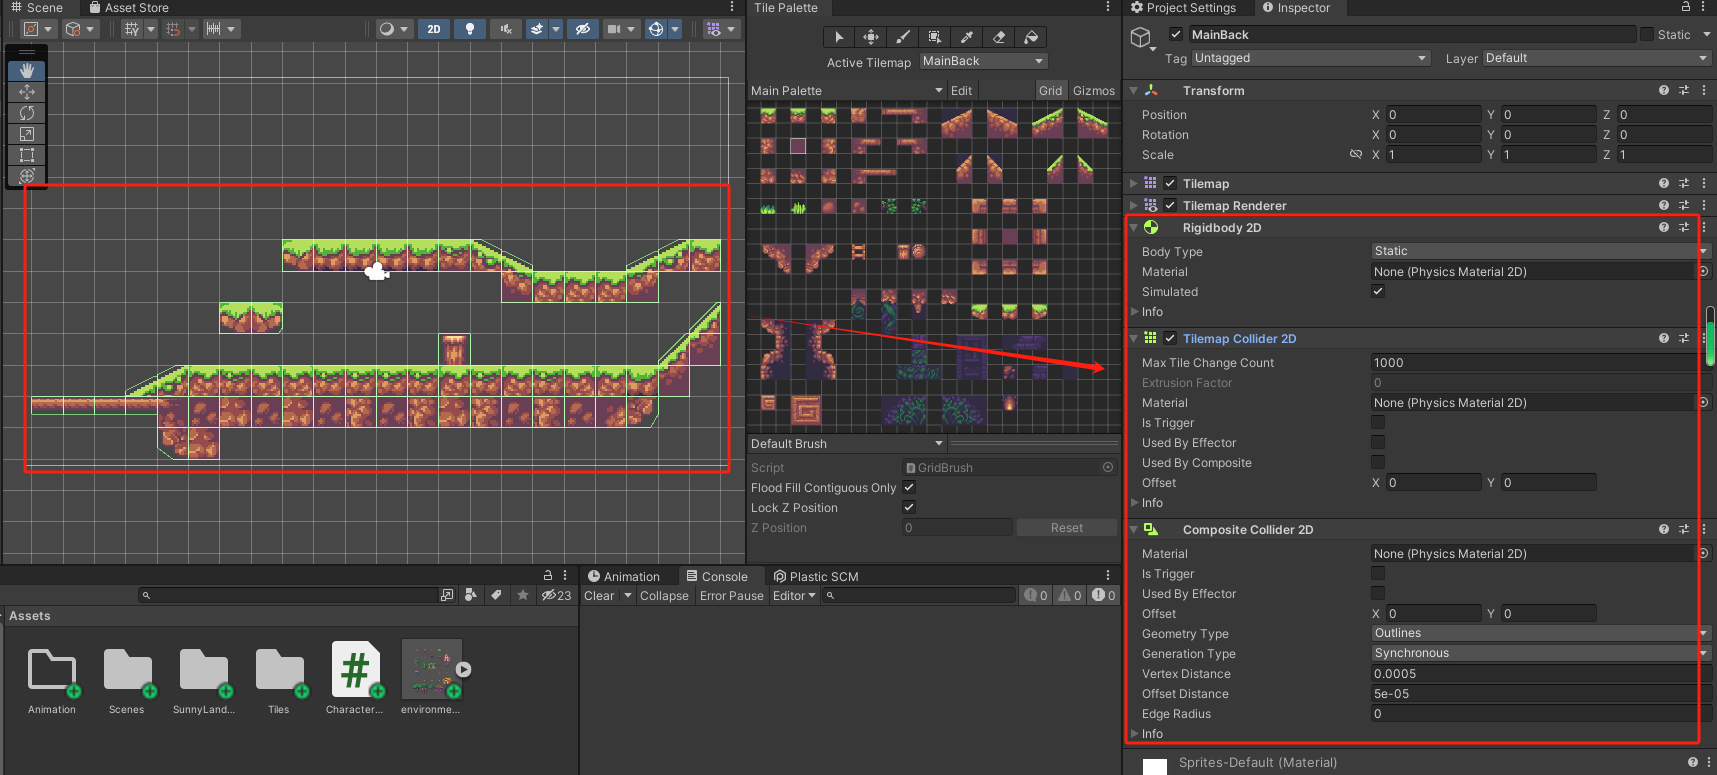 Scene
Asset Store
2D
Tile Palette
Active Tilemap
MainBack
Main Palette
Edit
Grid
Gizmos
Default Brush
Script
GridBrush
Flood Fill Contiguous Only
Lock Z Position
Z Position
0
Reset
Project Settings
Inspector
MainBack
Static
Tag
Untagged
Layer
Default
Transform
Position
X
0
Y
0
Z
0
Rotation
X
0
Y
0
Z
0
Scale
X
1
Y
1
Z
1
Tilemap
Tilemap Renderer
Rigidbody 2D
Body Type
Static
Material
None (Physics Material 2D)
Simulated
Info
Tilemap Collider 2D
Max Tile Change Count
1000
Extrusion Factor
0
Material
None (Physics Material 2D)
Is Trigger
Used By Effector
Used By Composite
Offset
X
0
Y
0
Info
Composite Collider 2D
Material
None (Physics Material 2D)
Is Trigger
Used By Effector
Offset
X
0
Y
0
Geometry Type
Outlines
Generation Type
Synchronous
Vertex Distance
0.0005
Offset Distance
5e-05
Edge Radius
0
Info
Sprites-Default (Material)
23
Assets
Animation
Scenes
SunnyLand...
Tiles
Character...
environme...
Animation
Console
Plastic SCM
Clear
Collapse
Error Pause
Editor
0
0
0